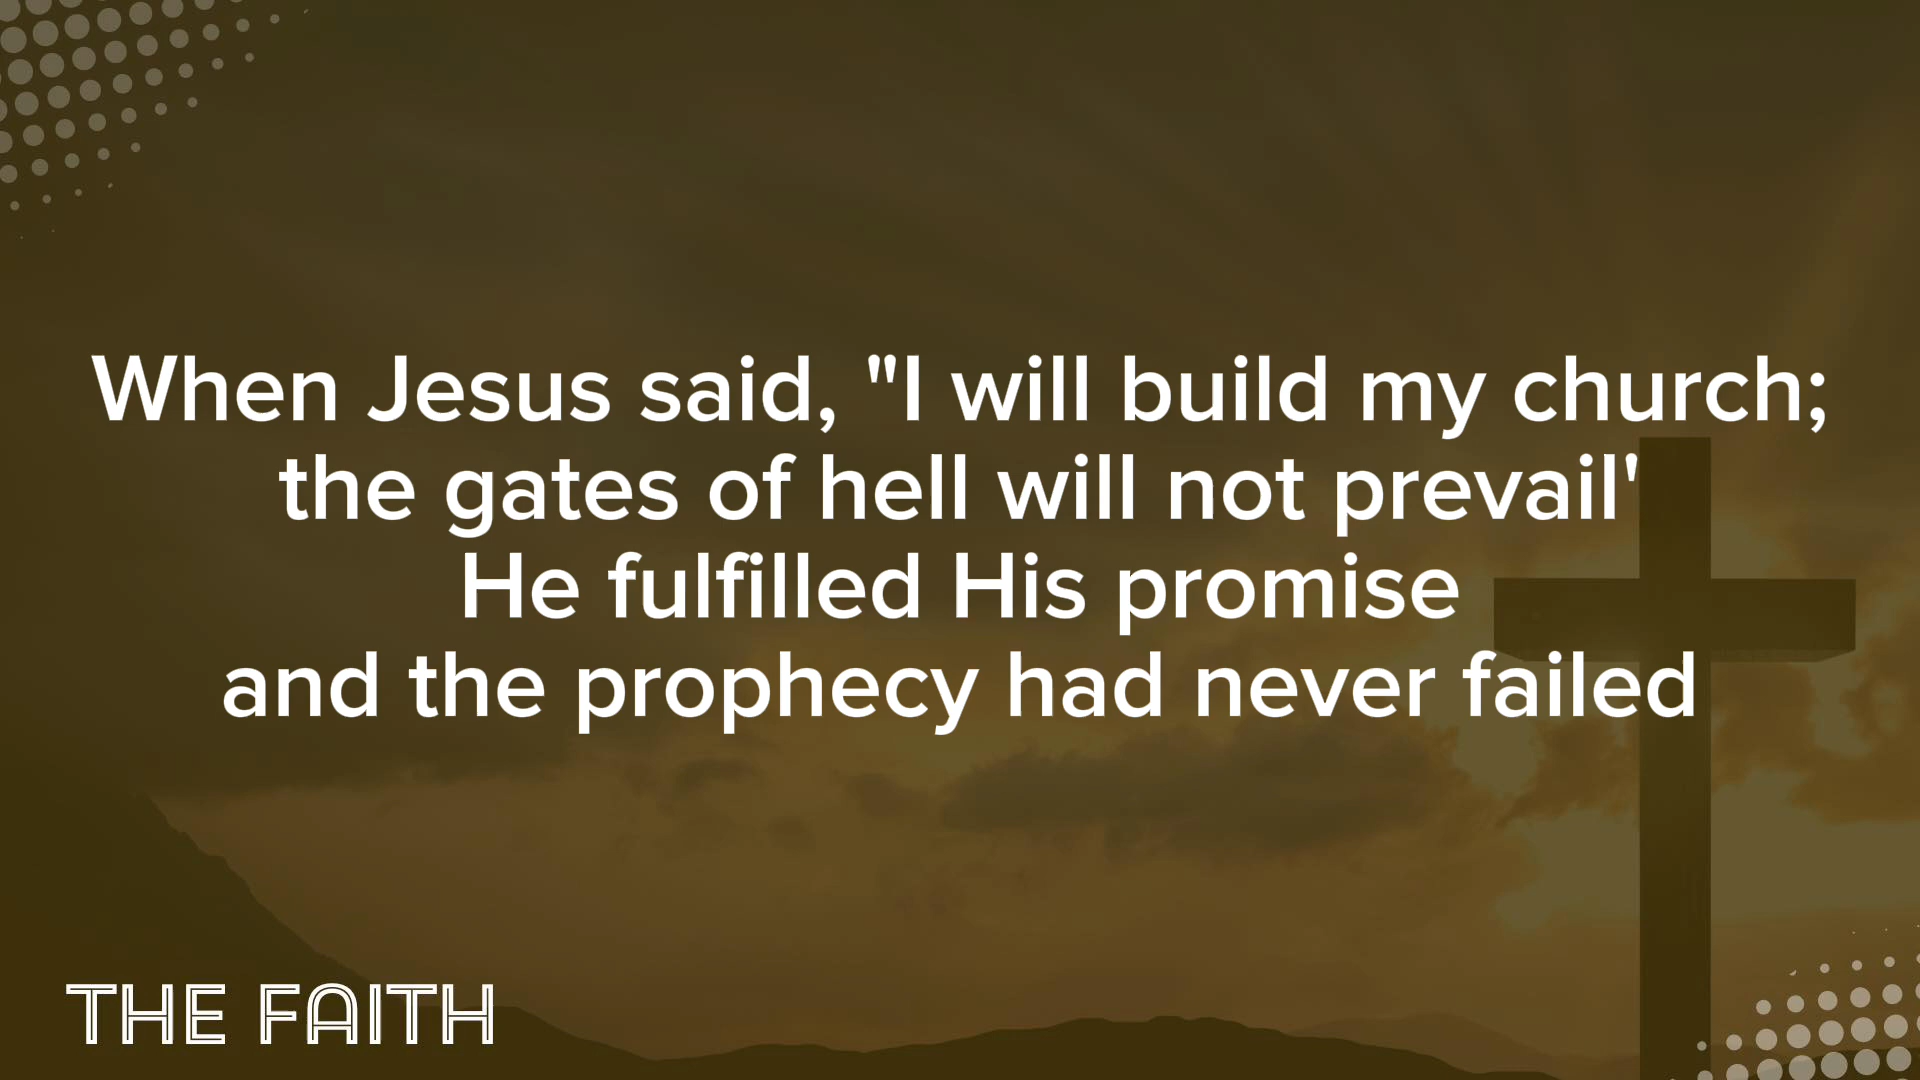 When Jesus said, "I will build my church;
the gates of hell will not prevail'
He fulfilled His promise
and the prophecy had never failed
THE FAITH